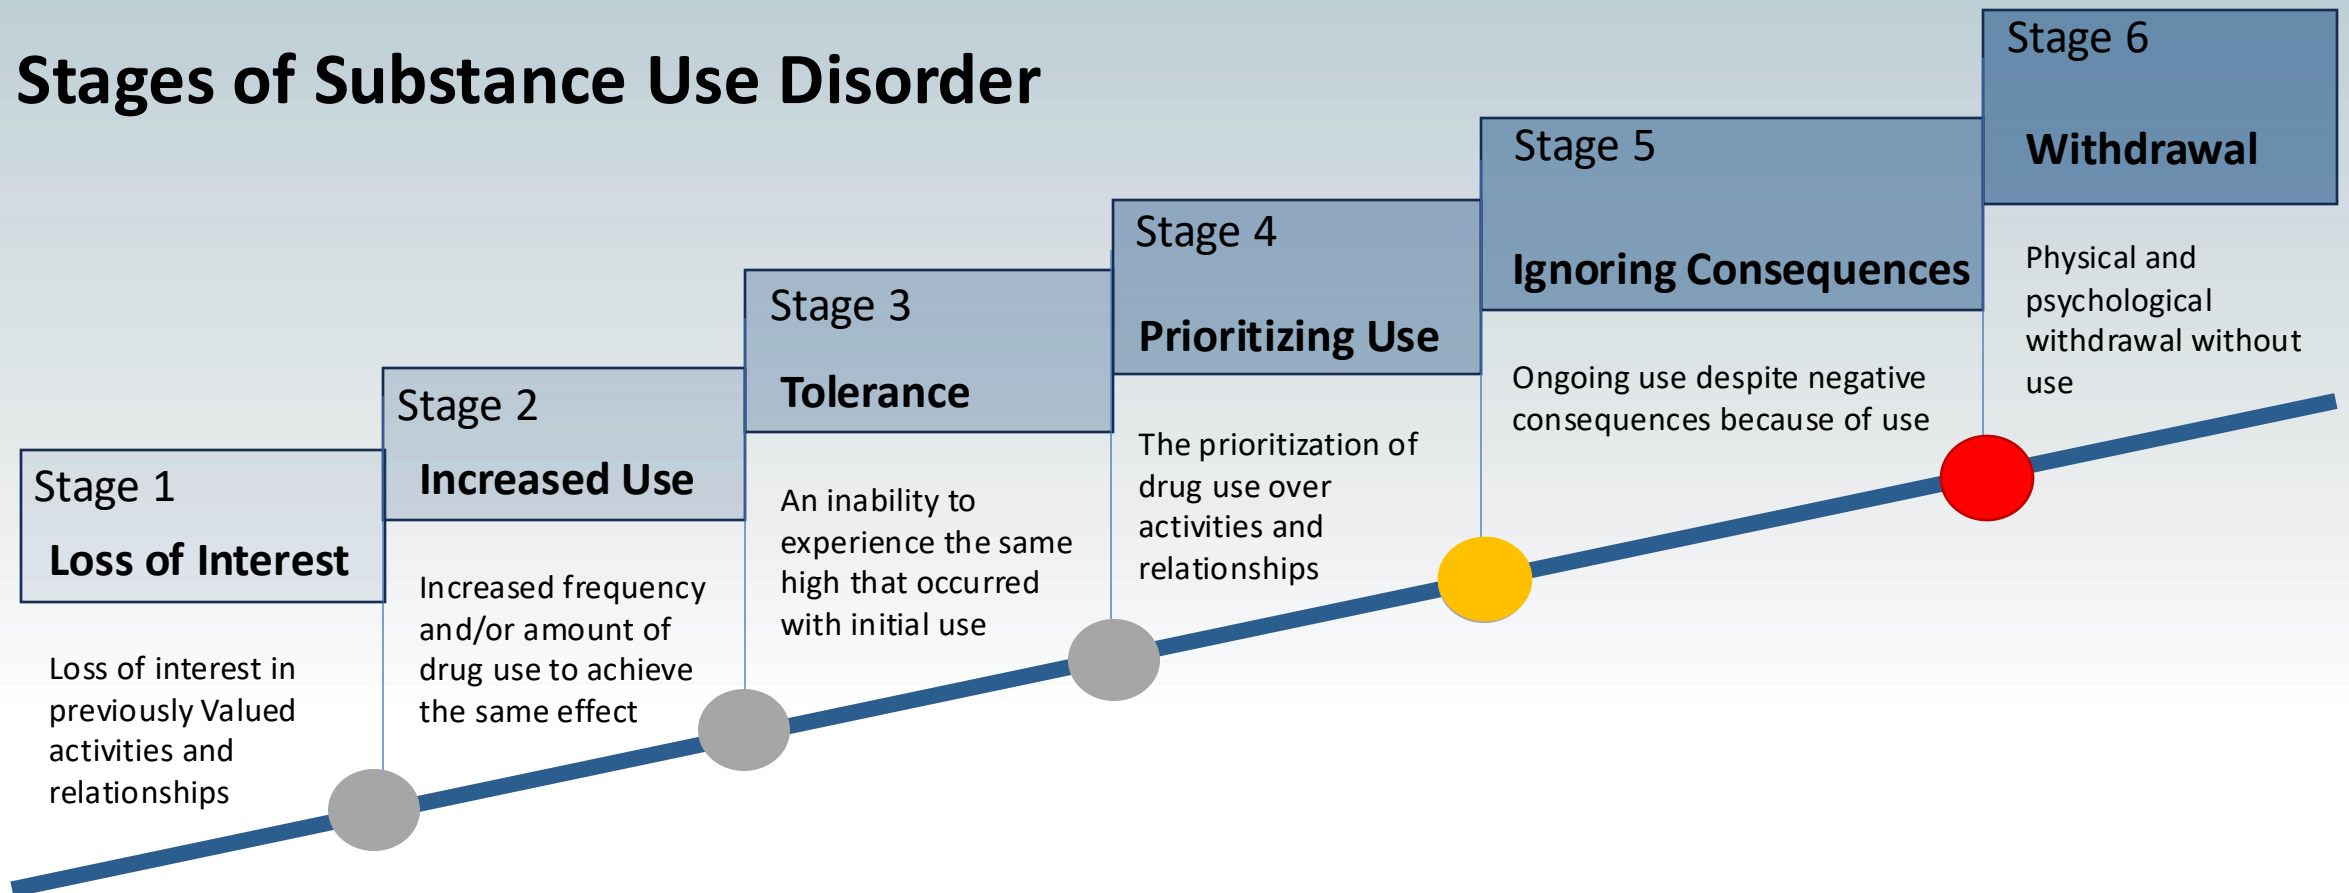 Stages of Substance Use Disorder
Stage 1
Loss of Interest
Loss of interest in
previously Valued
activities and
relationships
Stage 2
Increased Use
Increased frequency
and/or amount of
drug use to achieve
the same effect
Stage 3
Tolerance
An inability to
experience the same
high that occurred
with initial use
Stage 4
Prioritizing Use
The prioritization of
drug use over
activities and
relationships
Stage 5
Ignoring Consequences
Ongoing use despite negative
consequences because of use
Stage 6
Withdrawal
Physical and
psychological
withdrawal without
use